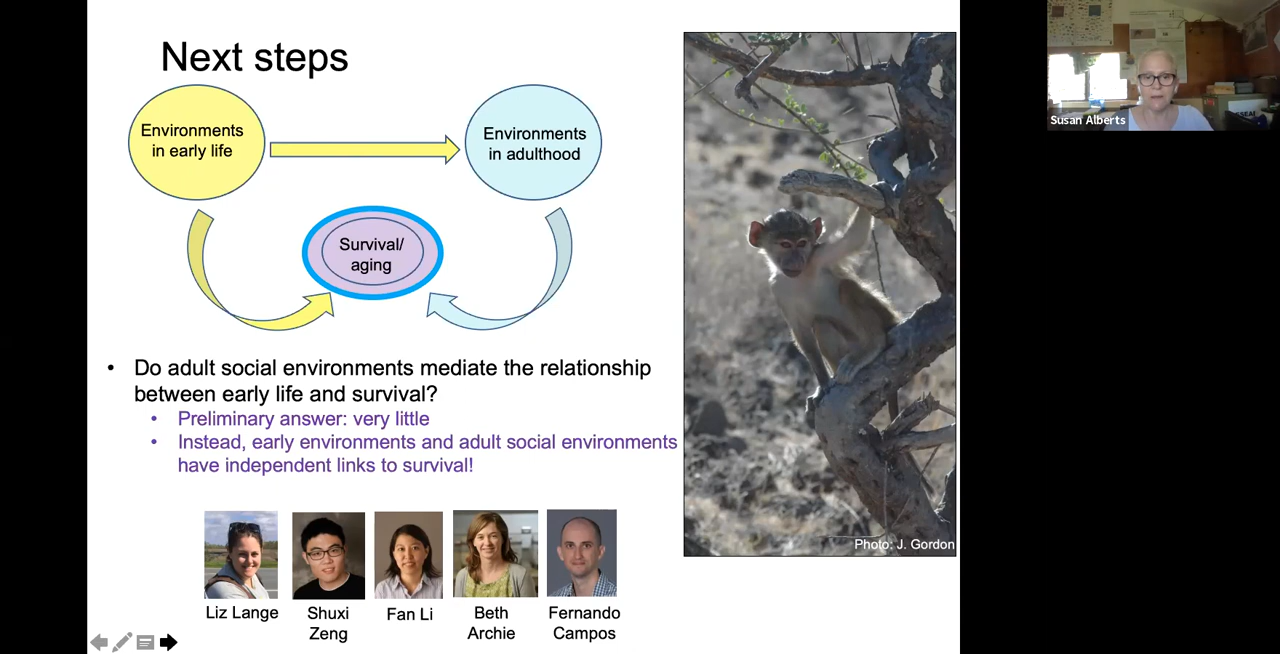 Next steps
Environments
in early life
Environments
in adulthood
Survival/
aging
• Do adult social environments mediate the relationship
between early life and survival?
• Preliminary answer: very little
• Instead, early environments and adult social environments
have independent links to survival!
Photo: J. Gordon
Liz Lange
Shuxi
Zeng
Fan Li
Beth
Archie
Fernando
Campos
Susan Alberts